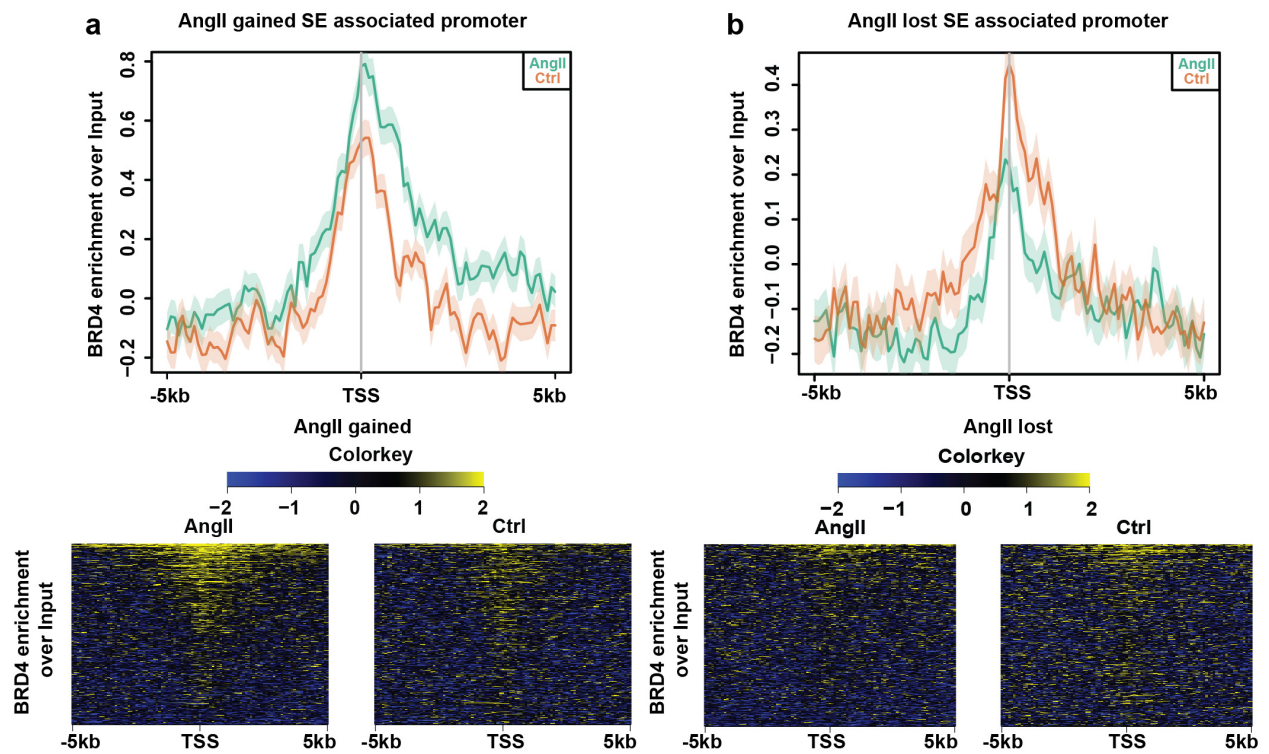 a
AngII gained SE associated promoter
BRD4 enrichment over Input
0.8
0.6
0.4
0.2
0.0
−0.2
AngII
Ctrl
-5kb
TSS
5kb
b
AngII lost SE associated promoter
BRD4 enrichment over Input
0.4
0.3
0.2
0.1
0.0
−0.1
−0.2
AngII
Ctrl
-5kb
TSS
5kb
AngII gained
Colorkey
−2
−1
0
1
2
AngII
Ctrl
BRD4 enrichment
over Input
-5kb
TSS
5kb
-5kb
TSS
5kb
AngII lost
Colorkey
−2
−1
0
1
2
AngII
Ctrl
BRD4 enrichment
over Input
-5kb
TSS
5kb
-5kb
TSS
5kb